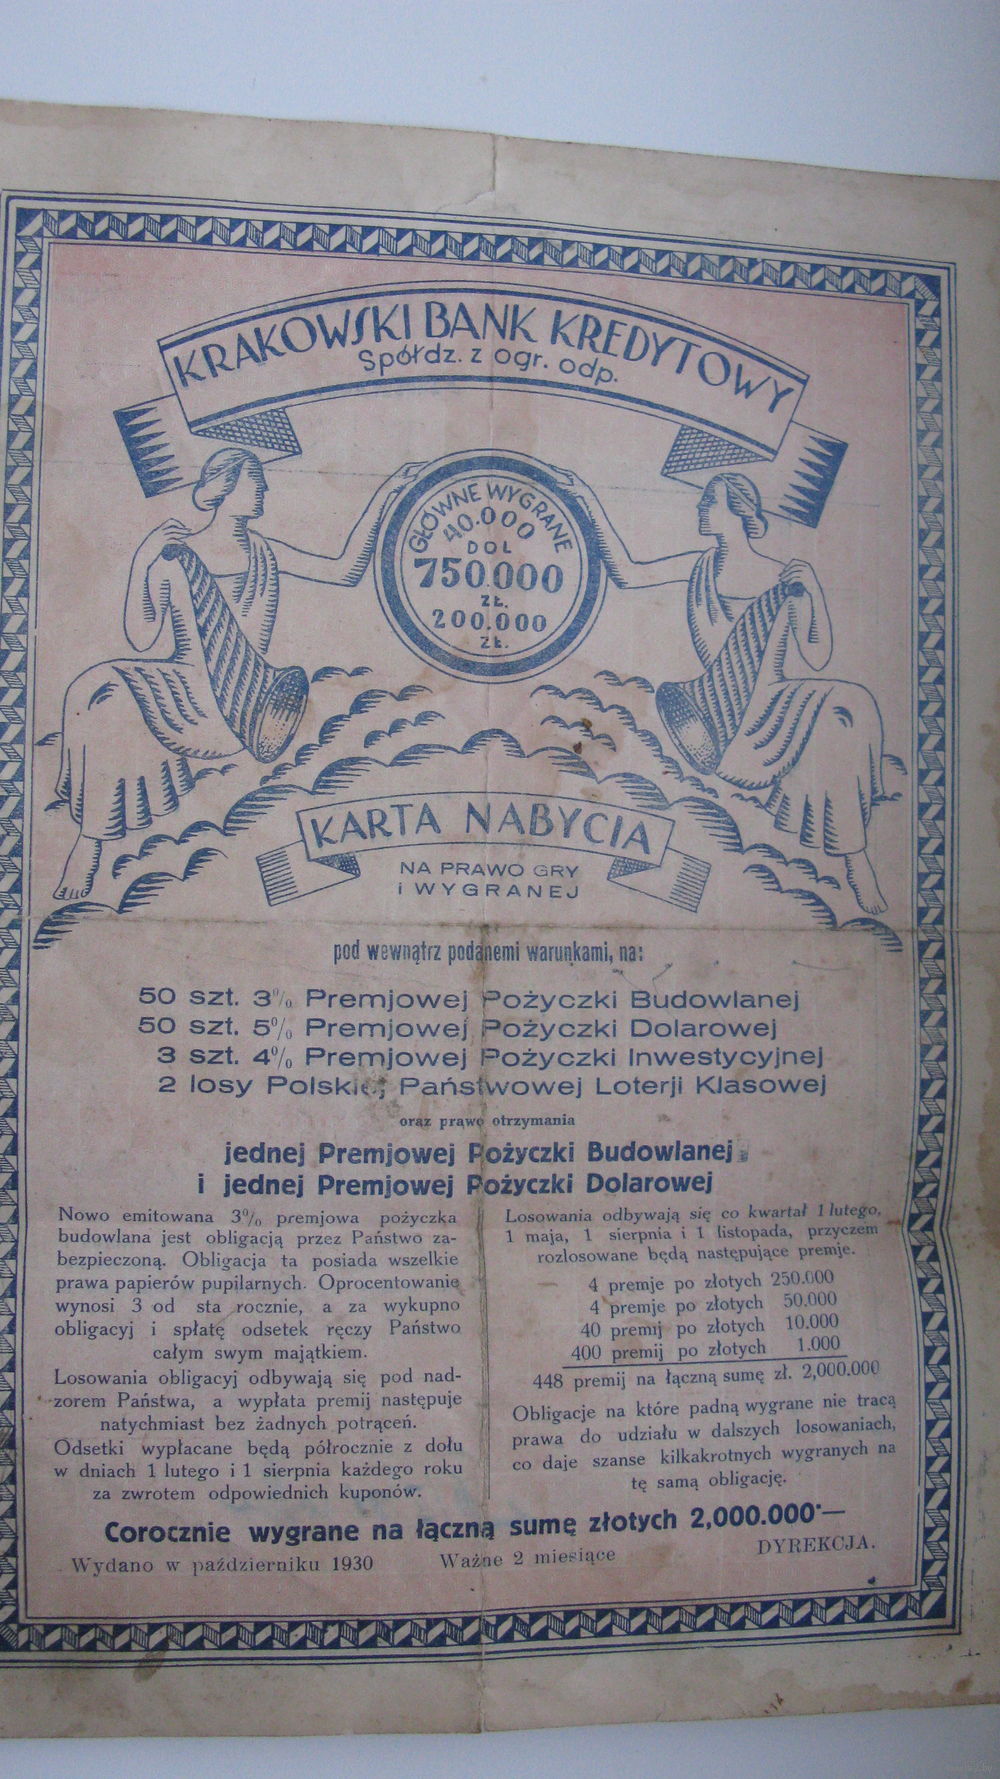 KRAKOWSKI BANK KREDYTOWY
Spółdz. z ogr. odp.
GŁÓWNE WYGRANE
40.000
DOL
750.000
ZŁ.
200.000
ZŁ.
KARTA NABYCIA
NA PRAWO GRY
i WYGRANEJ
pod wewnątrz podanemi warunkami, na:
50 szt. 3% Premjowej Pożyczki Budowlanej
50 szt. 5% Premjowej Pożyczki Dolarowej
3 szt. 4% Premjowej Pożyczki Inwestycyjnej
2 losy Polskiej Państwowej Loterji Klasowej
oraz prawo otrzymania
jednej Premjowej Pożyczki Budowlanej
i jednej Premjowej Pożyczki Dolarowej
Nowo emitowana 3% premjowa pożyczka
budowlana jest obligacją przez Państwo za-
bezpieczoną. Obligacja ta posiada wszelkie
prawa papierów pupilarnych. Oprocentowanie
wynosi 3 od sta rocznie, a za wykupno
obligacyj i spłatę odsetek ręczy Państwo
całym swym majątkiem.
Losowania obligacyj odbywają się pod nad-
zorem Państwa, a wypłata premij następuje
natychmiast bez żadnych potrąceń.
Odsetki wypłacane będą półrocznie z dołu
w dniach 1 lutego i 1 sierpnia każdego roku
za zwrotem odpowiednich kuponów.
Losowania odbywają się co kwartał 1 lutego,
1 maja, 1 sierpnia i 1 listopada, przyczem
rozlosowane będą następujące premje.
4 premje po złotych 250.000
4 premje po złotych 50.000
40 premij po złotych 10.000
400 premij po złotych 1.000
448 premij na łączną sumę zł. 2,000.000
Obligacje na które padną wygrane nie tracą
prawa do udziału w dalszych losowaniach,
co daje szanse kilkakrotnych wygranych na
tę samą obligację.
Corocznie wygrane na łączną sumę złotych 2,000.000·—
Wydano w październiku 1930
Ważne 2 miesiące
DYREKCJA.